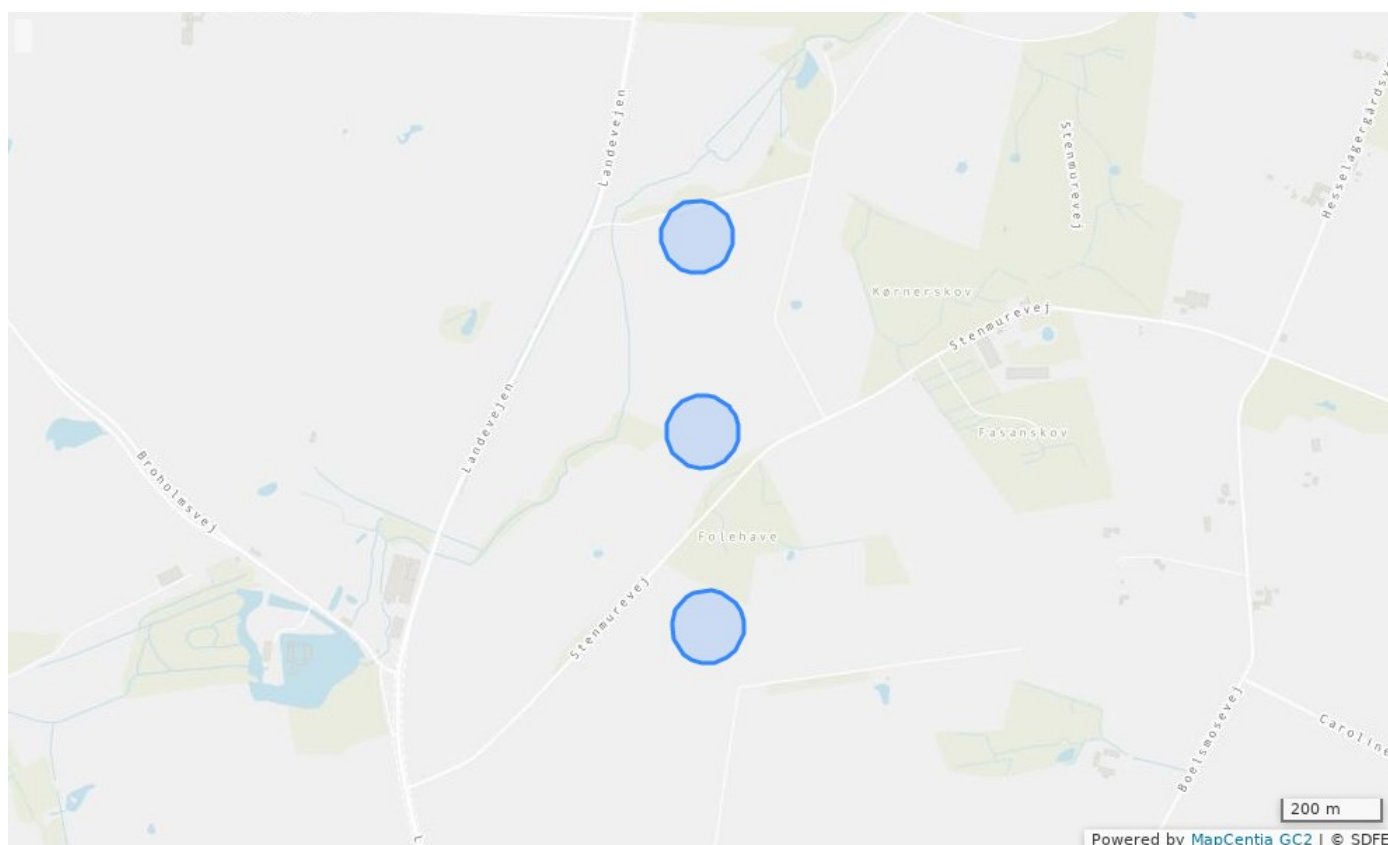 Landevejen
Stenmurevej
Hesselagergårdsv
Kørnerskov
Stenmurevej
Landevejen
Fasanskov
Broholmsvej
Folehave
Stenmurevej
Boelsmosevej
Caroline
200 m
Powered by MapCentia GC2 | © SDFE